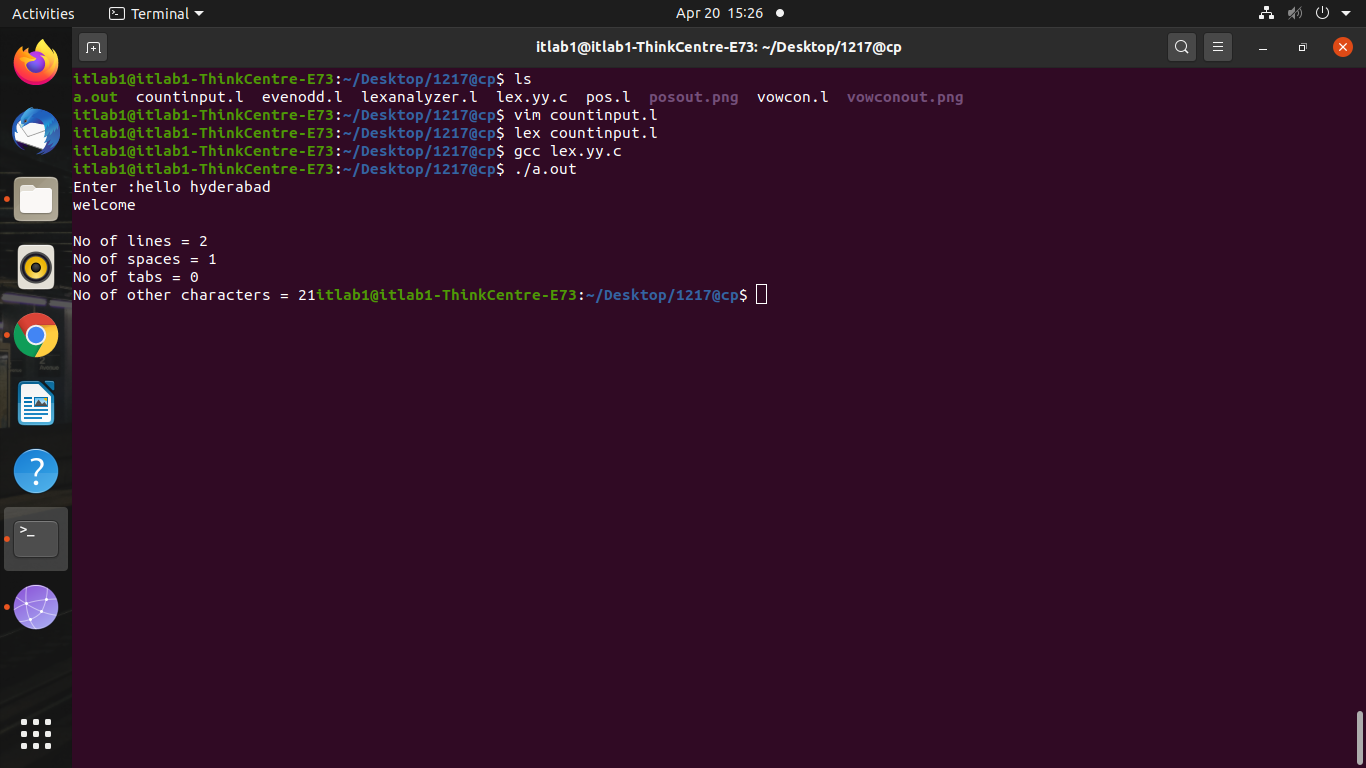 Activities Terminal Apr 20 15:26
itlab1@itlab1-ThinkCentre-E73: ~/Desktop/1217@cp
itlab1@itlab1-ThinkCentre-E73:~/Desktop/1217@cp$ ls
a.out countinput.l evenodd.l lexanalyzer.l lex.yy.c pos.l posout.png vowcon.l vowconout.png
itlab1@itlab1-ThinkCentre-E73:~/Desktop/1217@cp$ vim countinput.l
itlab1@itlab1-ThinkCentre-E73:~/Desktop/1217@cp$ lex countinput.l
itlab1@itlab1-ThinkCentre-E73:~/Desktop/1217@cp$ gcc lex.yy.c
itlab1@itlab1-ThinkCentre-E73:~/Desktop/1217@cp$ ./a.out
Enter :hello hyderabad
welcome
No of lines = 2
No of spaces = 1
No of tabs = 0
No of other characters = 21itlab1@itlab1-ThinkCentre-E73:~/Desktop/1217@cp$